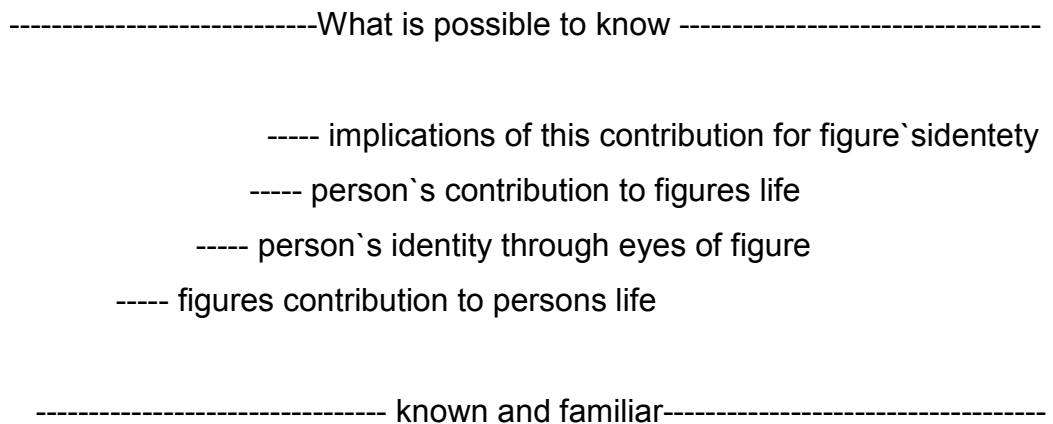 -----------------------------What is possible to know ----------------------------------
----- implications of this contribution for figure`sidentety
----- person`s contribution to figures life
----- person`s identity through eyes of figure
----- figures contribution to persons life
--------------------------------- known and familiar------------------------------------